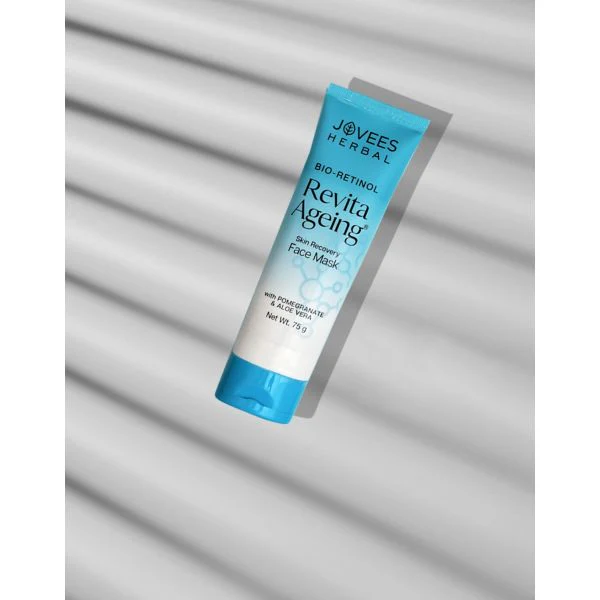 JOVEES
HERBAL
BIO-RETINOL
Revita
Ageing®
Skin Recovery
Face Mask
with POMEGRANATE
& ALOE VERA
Net Wt. 75 g